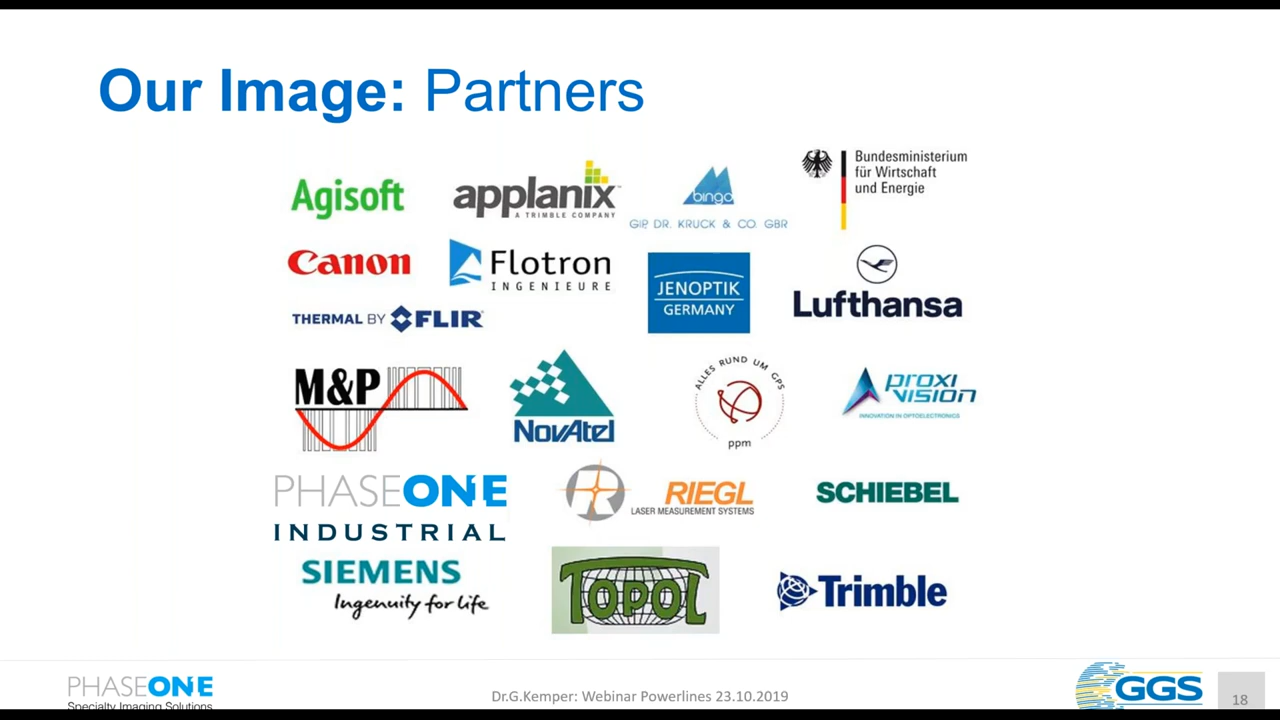 Our Image: Partners
Agisoft
applanix
A TRIMBLE COMPANY
bingo
GIP, DR. KRUCK & CO. GBR
Bundesministerium
für Wirtschaft
und Energie
Canon
Flotron
INGENIEURE
JENOPTIK
GERMANY
Lufthansa
THERMAL BY FLIR
M&P
NovAtel
ALLES RUND UM GPS
ppm
PROXI
VISION
INNOVATION IN OPTOELECTRONICS
PHASEONE
INDUSTRIAL
R
RIEGL
LASER MEASUREMENT SYSTEMS
SCHIEBEL
SIEMENS
Ingenuity for life
TOPOL
Trimble
PHASEONE
Specialty Imaging Solutions
Dr.G.Kemper: Webinar Powerlines 23.10.2019
GGS
18